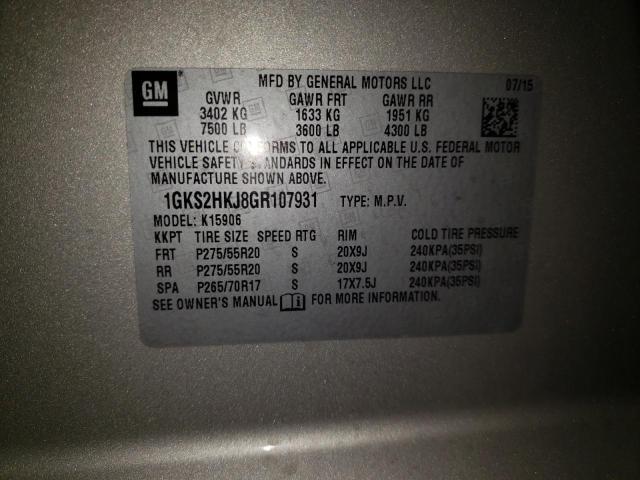 GM
MFD BY GENERAL MOTORS LLC 07/15
GVWR GAWR FRT GAWR RR
3402 KG 1633 KG 1951 KG
7500 LB 3600 LB 4300 LB
THIS VEHICLE CONFORMS TO ALL APPLICABLE U.S. FEDERAL MOTOR
VEHICLE SAFETY STANDARDS IN EFFECT ON THE DATE OF
MANUFACTURE SHOWN ABOVE.
1GKS2HKJ8GR107931 TYPE: M.P.V.
MODEL: K15906
KKPT TIRE SIZE SPEED RTG RIM COLD TIRE PRESSURE
FRT P275/55R20 S 20X9J 240KPA(35PSI)
RR P275/55R20 S 20X9J 240KPA(35PSI)
SPA P265/70R17 S 17X7.5J 240KPA(35PSI)
SEE OWNER'S MANUAL FOR MORE INFORMATION.